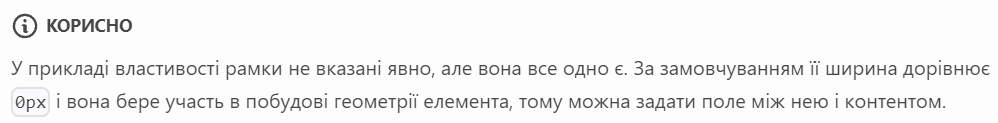 КОРИСНО
У прикладі властивості рамки не вказані явно, але вона все одно є. За замовчуванням її ширина дорівнює
0px і вона бере участь в побудові геометрії елемента, тому можна задати поле між нею і контентом.